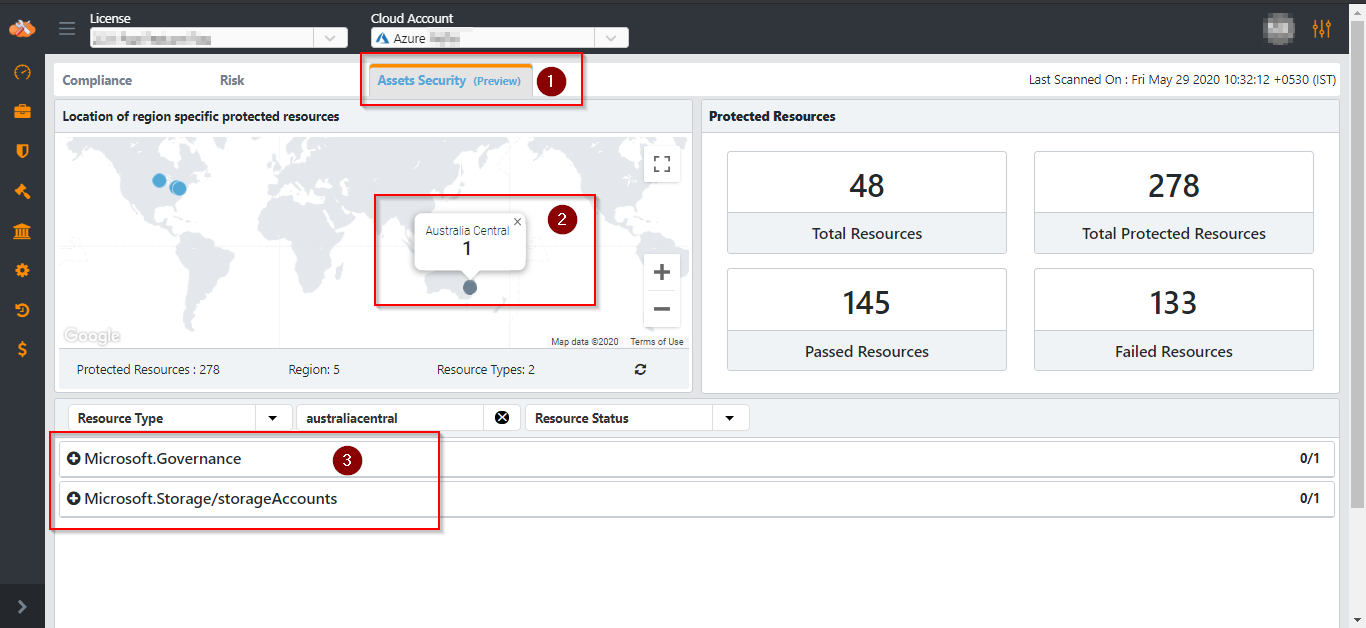 License
Cloud Account
Azure
Compliance
Risk
Assets Security (Preview)
1
Last Scanned On : Fri May 29 2020 10:32:12 +0530 (IST)
Location of region specific protected resources
Protected Resources
2
Australia Central
1
48
Total Resources
278
Total Protected Resources
145
Passed Resources
133
Failed Resources
Google
Map data ©2020
Terms of Use
Protected Resources : 278
Region: 5
Resource Types: 2
Resource Type
australiacentral
Resource Status
Microsoft.Governance
3
0/1
Microsoft.Storage/storageAccounts
0/1